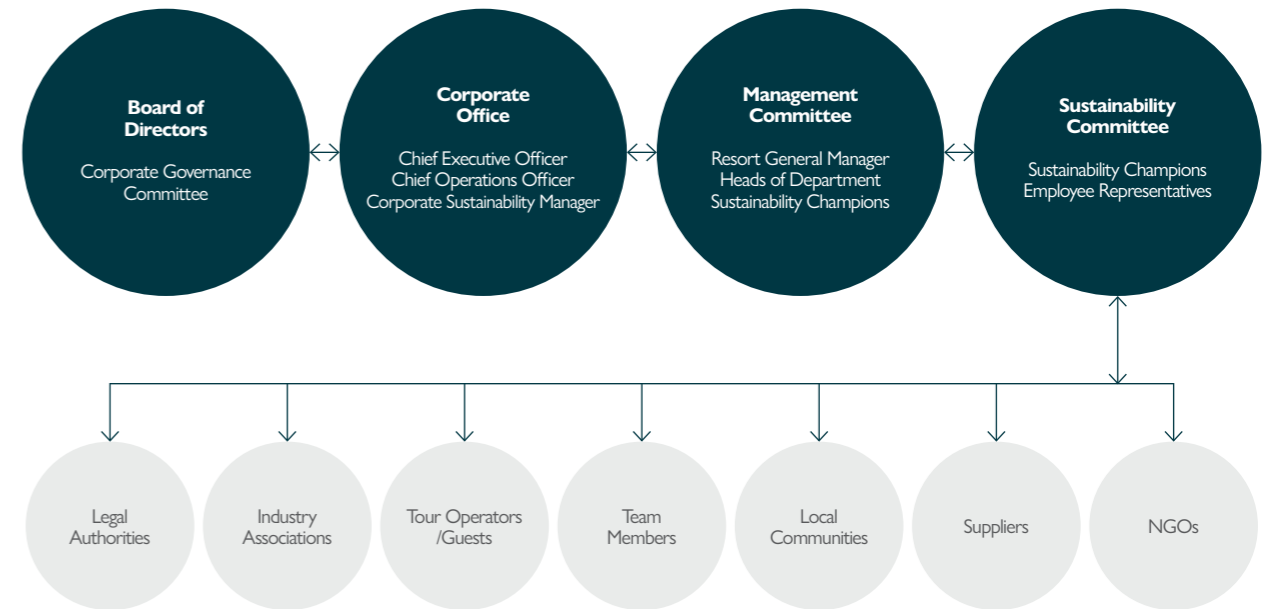 Board of
Directors
Corporate Governance
Committee
Corporate
Office
Chief Executive Officer
Chief Operations Officer
Corporate Sustainability Manager
Management
Committee
Resort General Manager
Heads of Department
Sustainability Champions
Sustainability
Committee
Sustainability Champions
Employee Representatives
Legal
Authorities
Industry
Associations
Tour Operators
/Guests
Team
Members
Local
Communities
Suppliers
NGOs